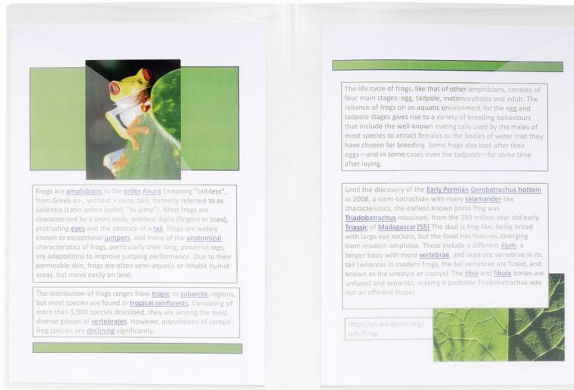 Frogs are amphibians in the order Anura (meaning "tail-less",
from Greek an-, without + oura, tail), formerly referred to as
Salientia (Latin salere (salio), "to jump"). Most frogs are
characterized by a short body, webbed digits (fingers or toes),
protruding eyes and the absence of a tail. Frogs are widely
known as exceptional jumpers, and many of the anatomical
characteristics of frogs, particularly their long, powerful legs,
are adaptations to improve jumping performance. Due to their
permeable skin, frogs are often semi-aquatic or inhabit humid
areas, but move easily on land.
The distribution of frogs ranges from tropic to subarctic regions,
but most species are found in tropical rainforests. Consisting of
more than 5,000 species described, they are among the most
diverse groups of vertebrates. However, populations of certain
frog species are declining significantly.
The life cycle of frogs, like that of other amphibians, consists of
four main stages: egg, tadpole, metamorphosis and adult. The
reliance of frogs on an aquatic environment for the egg and
tadpole stages gives rise to a variety of breeding behaviours
that include the well-known mating calls used by the males of
most species to attract females to the bodies of water that they
have chosen for breeding. Some frogs also look after their
eggs—and in some cases even the tadpoles—for some time
after laying.
Until the discovery of the Early Permian Gerobatrachus hottoni
in 2008, a stem-batrachian with many salamander-like
characteristics, the earliest known proto-frog was
Triadobatrachus massinoti, from the 250 million-year-old early
Triassic of Madagascar.[55] The skull is frog-like, being broad
with large eye sockets, but the fossil has features diverging
from modern amphibia. These include a different ilium, a
longer body with more vertebrae, and separate vertebrae in its
tail (whereas in modern frogs, the tail vertebrae are fused, and
known as the urostyle or coccyx). The tibia and fibula bones are
unfused and separate, making it probable Triadobatrachus was
not an efficient leaper.
http://en.wikipedia.org/
wiki/Frog